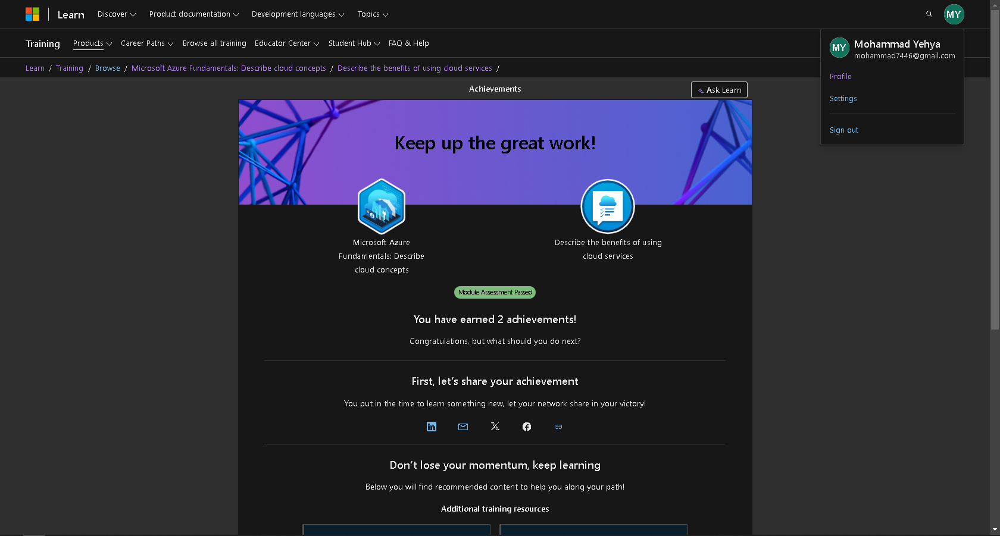 Learn
Discover
Product documentation
Development languages
Topics
MY
Training
Products
Career Paths
Browse all training
Educator Center
Student Hub
FAQ & Help
MY
Mohammad Yehya
mohammad7446@gmail.com
Profile
Settings
Sign out
Learn / Training / Browse / Microsoft Azure Fundamentals: Describe cloud concepts / Describe the benefits of using cloud services /
Achievements
Ask Learn
Keep up the great work!
Microsoft Azure
Fundamentals: Describe
cloud concepts
Describe the benefits of using
cloud services
Module Assessment Passed
You have earned 2 achievements!
Congratulations, but what should you do next?
First, let's share your achievement
You put in the time to learn something new, let your network share in your victory!
Don't lose your momentum, keep learning
Below you will find recommended content to help you along your path!
Additional training resources